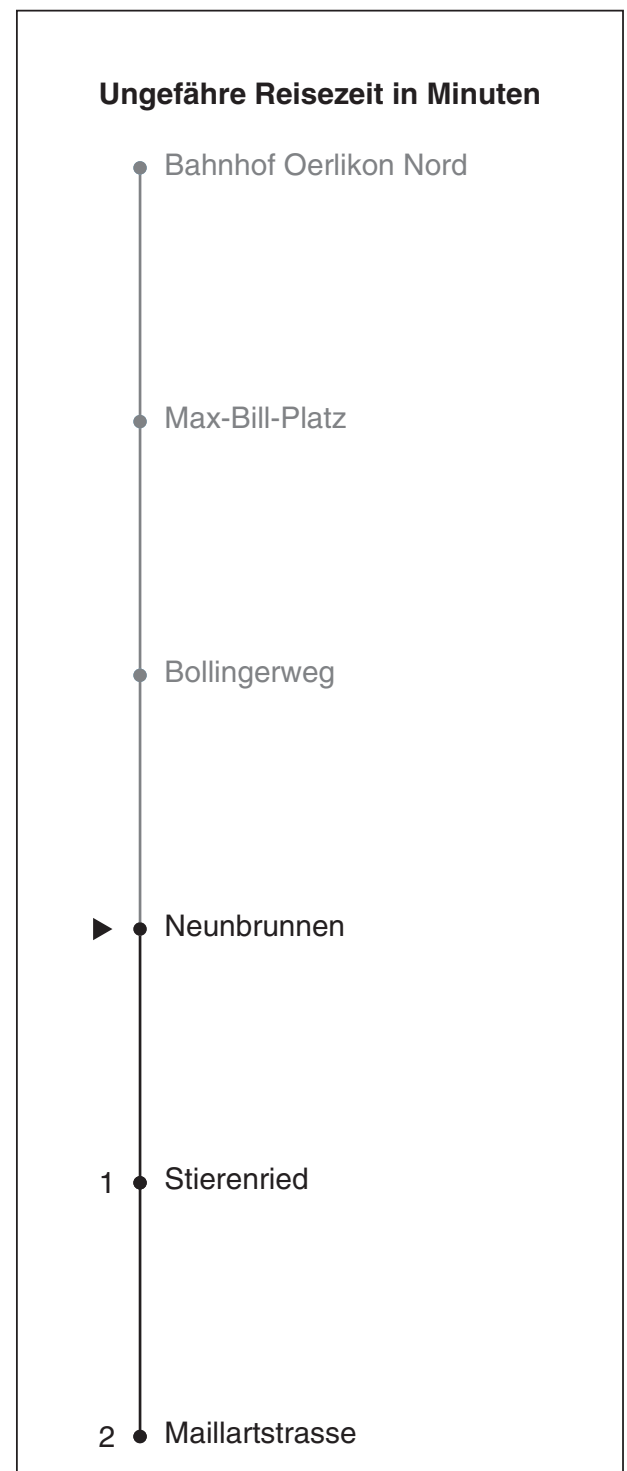 Ungefähre Reisezeit in Minuten
Bahnhof Oerlikon Nord
Max-Bill-Platz
Bollingerweg
Neunbrunnen
1 Stierenried
2 Maillartstrasse